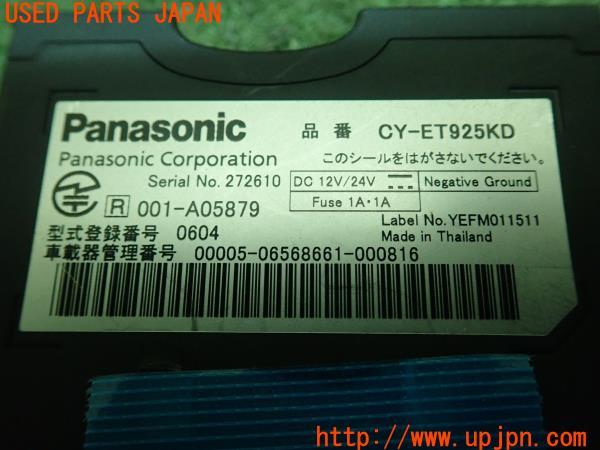 USED PARTS JAPAN
Panasonic 品番 CY-ET925KD
Panasonic Corporation このシールをはがさないでください。
Serial No. 272610 DC 12V/24V Negative Ground
R 001-A05879 Fuse 1A・1A
Label No.YEFM011511
型式登録番号 0604 Made in Thailand
車載器管理番号 00005-06568661-000816
http://www.upjpn.com